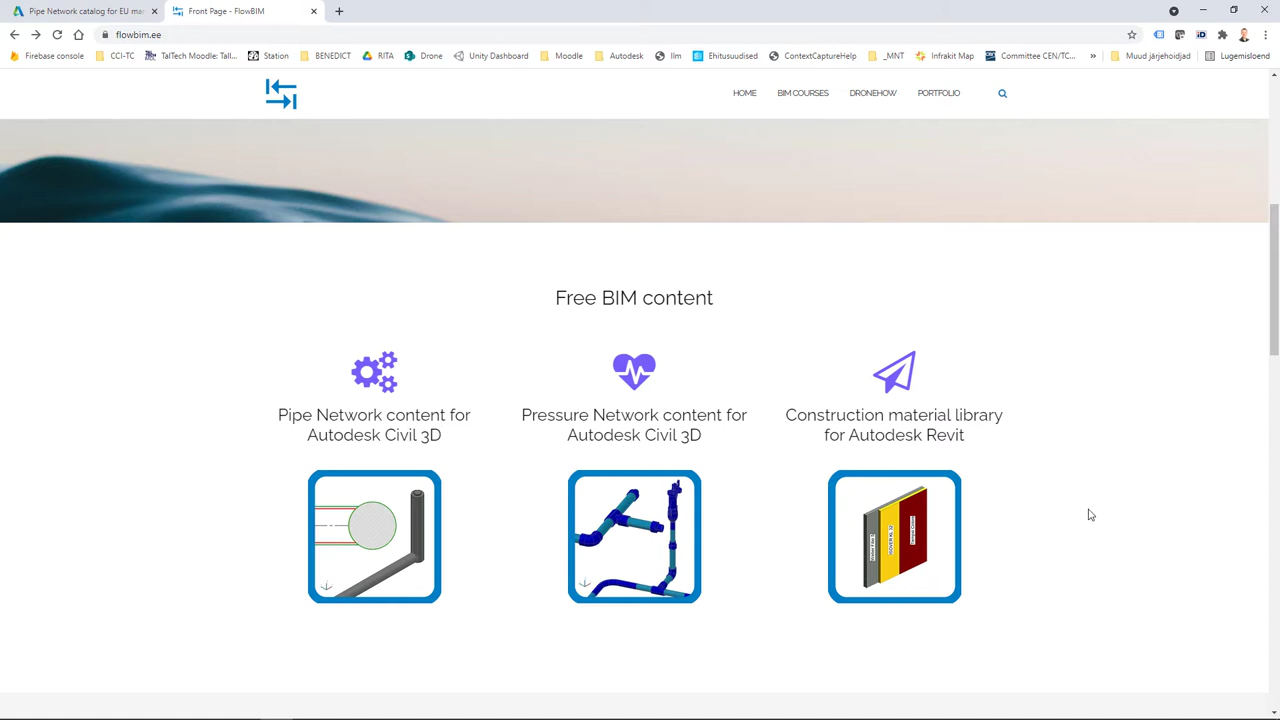 Pipe Network catalog for EU ma
Front Page - FlowBIM
flowbim.ee
Firebase console
CCI-TC
TalTech Moodle: Tall...
Station
BENEDICT
RITA
Drone
Unity Dashboard
Moodle
Autodesk
Ilm
Ehitusuudised
ContextCaptureHelp
_MNT
Infrakit Map
Committee CEN/TC...
»
Muud järjehoidjad
Lugemisloend
HOME
BIM COURSES
DRONEHOW
PORTFOLIO
Free BIM content
Pipe Network content for
Autodesk Civil 3D
Pressure Network content for
Autodesk Civil 3D
Construction material library
for Autodesk Revit